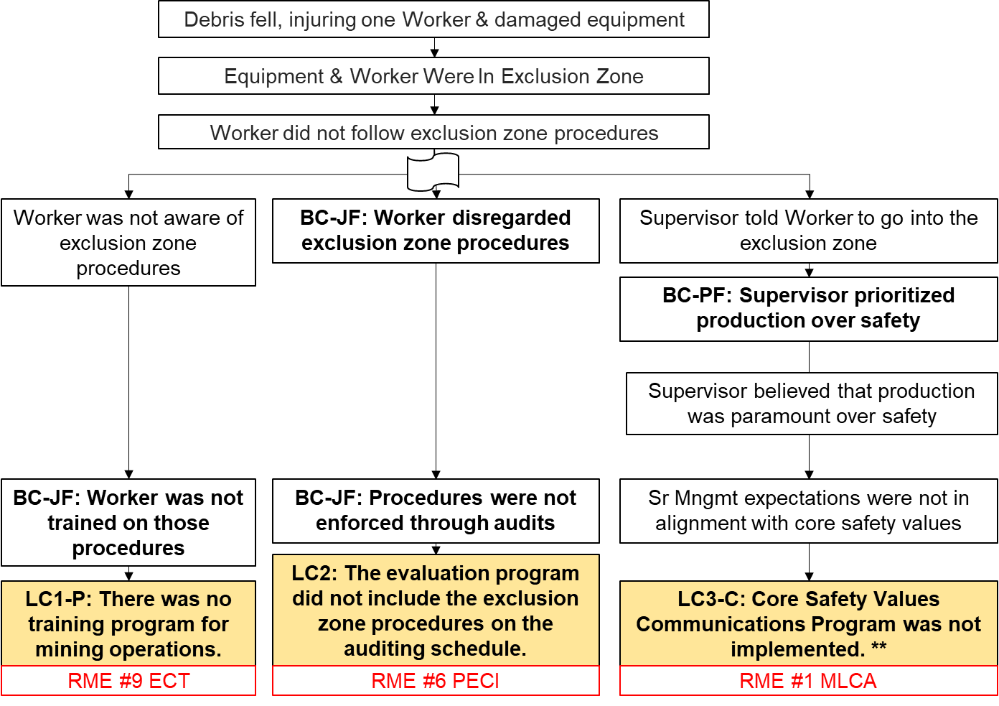 Debris fell, injuring one Worker & damaged equipment
Equipment & Worker Were In Exclusion Zone
Worker did not follow exclusion zone procedures
Worker was not aware of
exclusion zone
procedures
BC-JF: Worker disregarded
exclusion zone procedures
Supervisor told Worker to go into the
exclusion zone
BC-PF: Supervisor prioritized
production over safety
Supervisor believed that production
was paramount over safety
BC-JF: Worker was not
trained on those
procedures
BC-JF: Procedures were not
enforced through audits
Sr Mngmt expectations were not in
alignment with core safety values
LC1-P: There was no
training program for
mining operations.
RME #9 ECT
LC2: The evaluation program
did not include the exclusion
zone procedures on the
auditing schedule.
RME #6 PECI
LC3-C: Core Safety Values
Communications Program was not
implemented. **
RME #1 MLCA